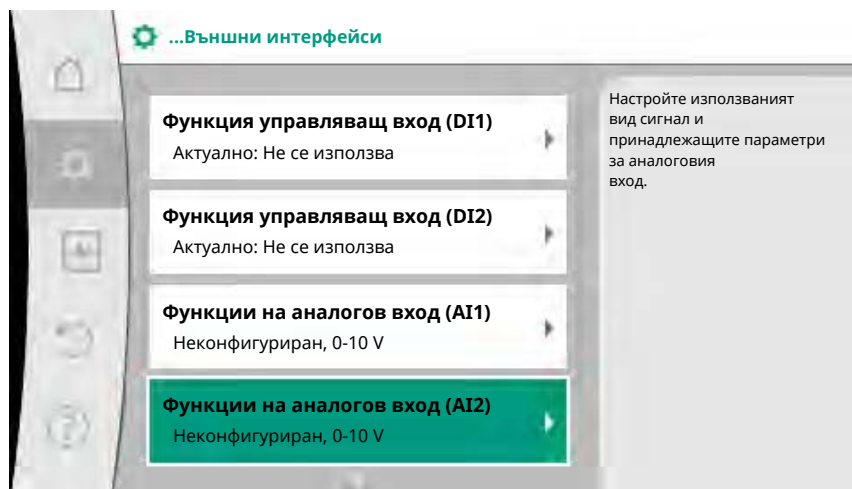 ...Външни интерфейси
Функция управляващ вход (DI1)
Актуално: Не се използва
Функция управляващ вход (DI2)
Актуално: Не се използва
Функции на аналогов вход (AI1)
Неконфигуриран, 0-10 V
Функции на аналогов вход (AI2)
Неконфигуриран, 0-10 V
Настройте използваният
вид сигнал и
принадлежащите параметри
за аналоговия
вход.